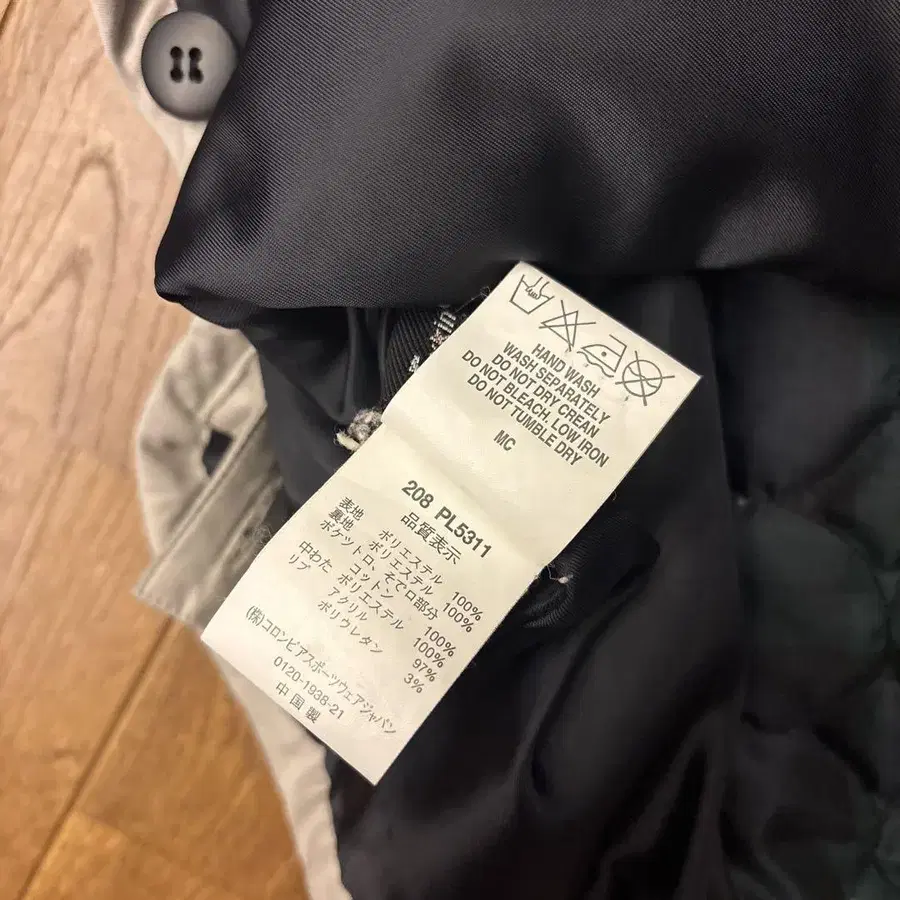 HAND WASH
WASH SEPARATELY
DO NOT DRY CREAN
DO NOT BLEACH. LOW IRON
DO NOT TUMBLE DRY
MC
208 PL5311
品質表示
表地 ポリエステル 100%
裏地 ポリエステル 100%
ポケットロ、そでロ部分
コットン 100%
中わた ポリエステル 100%
リブ アクリル 97%
ポリウレタン 3%
(株)コロンビアスポーツウェアジャパン
0120-1938-21
中国製